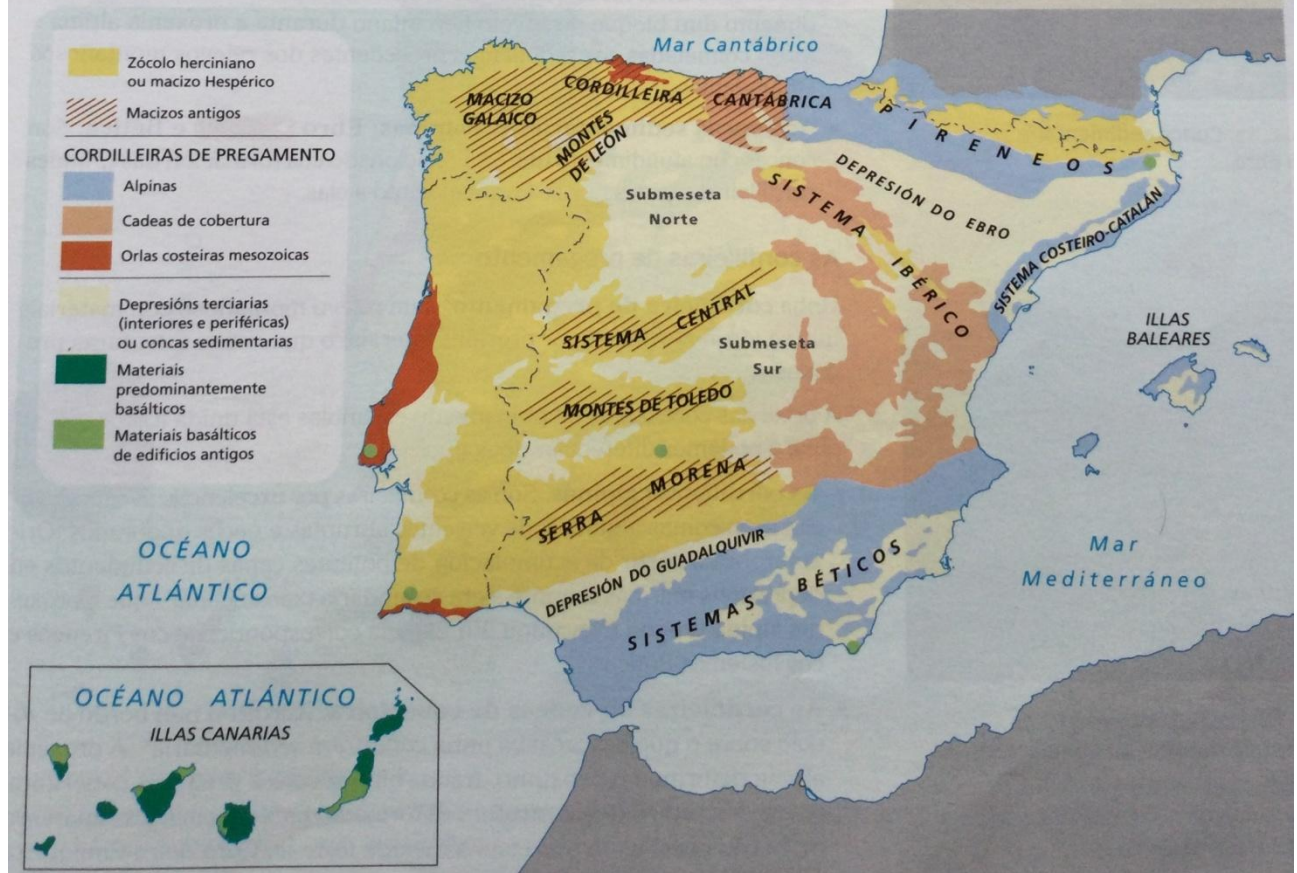 Mar Cantábrico
Zócolo herciniano
ou macizo Hespérico
Macizos antigos
CORDILLEIRAS DE PREGAMENTO
Alpinas
Cadeas de cobertura
Orlas costeiras mesozoicas
Depresións terciarias
(interiores e periféricas)
ou concas sedimentarias
Materiais
predominantemente
basálticos
Materiais basálticos
de edificios antigos
MACIZO
GALAICO
CORDILLEIRA CANTÁBRICA
MONTES
DE LEÓN
PIRENEOS
DEPRESIÓN DO EBRO
Submeseta
Norte
SISTEMA IBÉRICO
SISTEMA COSTEIRO-CATALÁN
SISTEMA CENTRAL
Submeseta
Sur
ILLAS
BALEARES
MONTES DE TOLEDO
SERRA MORENA
DEPRESIÓN DO GUADALQUIVIR
SISTEMAS BÉTICOS
OCÉANO
ATLÁNTICO
Mar
Mediterráneo
OCÉANO ATLÁNTICO
ILLAS CANARIAS